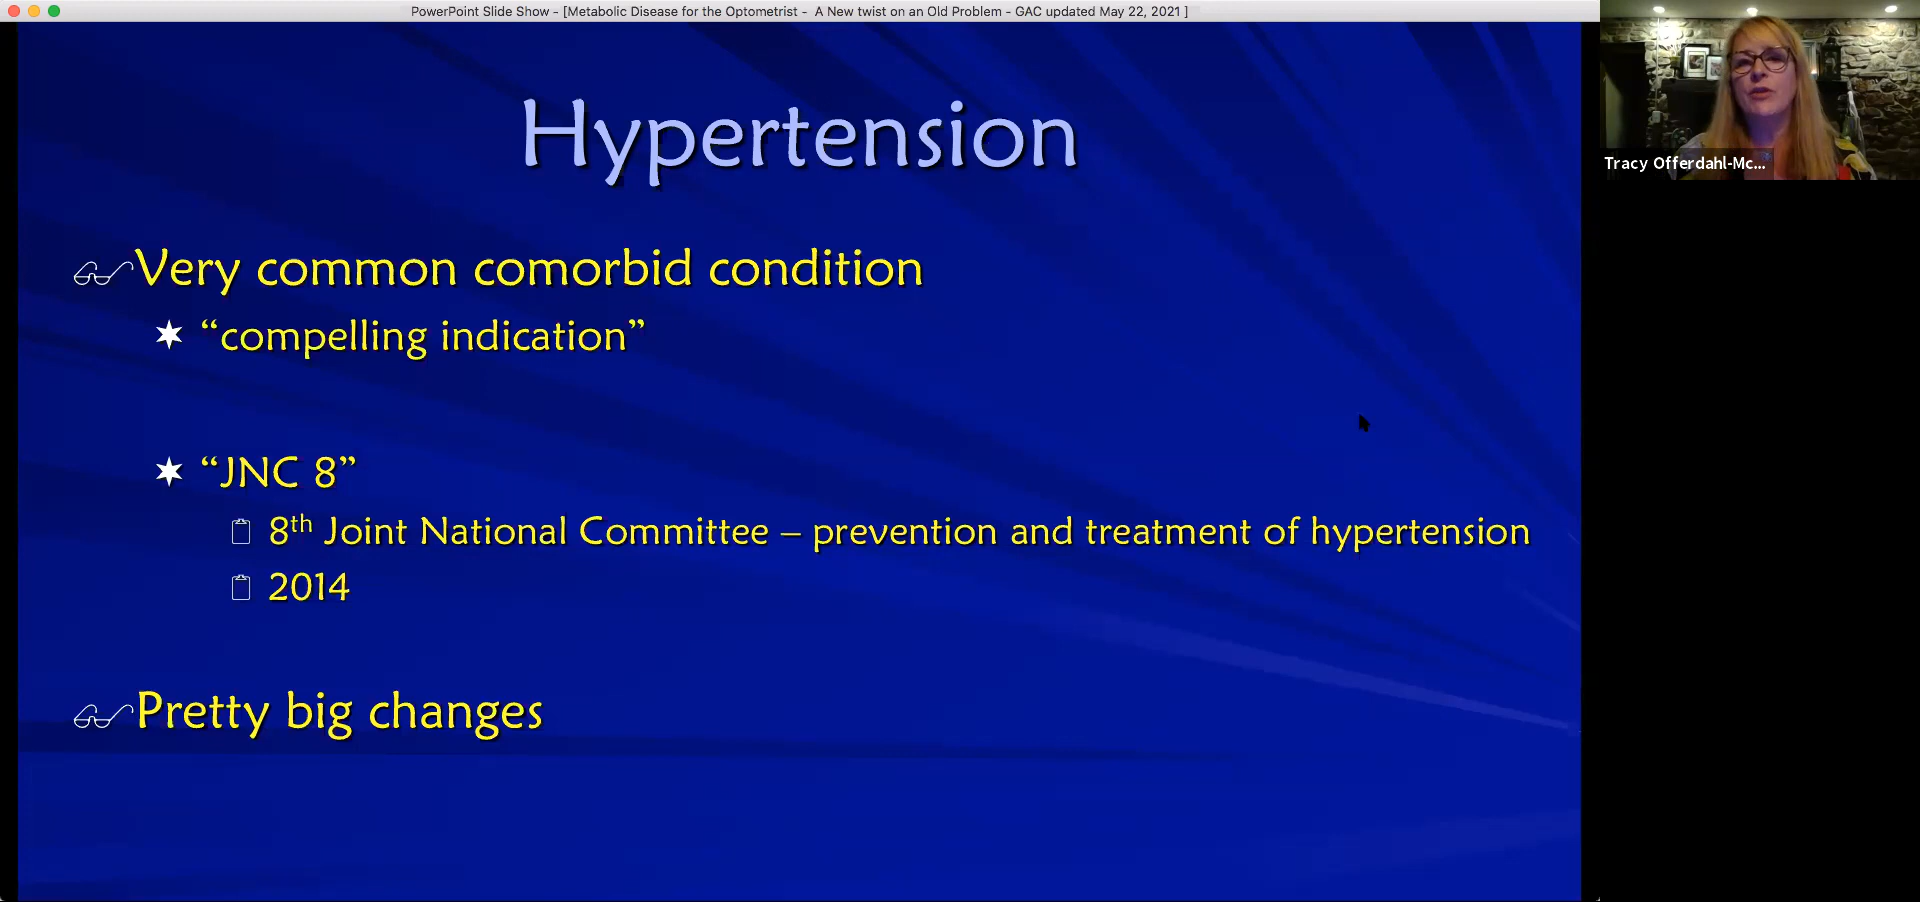 PowerPoint Slide Show - [Metabolic Disease for the Optometrist - A New twist on an Old Problem - GAC updated May 22, 2021 ]
Hypertension
Very common comorbid condition
“compelling indication”
“JNC 8”
8th Joint National Committee – prevention and treatment of hypertension
2014
Pretty big changes
Tracy Offerdahl-Mc...